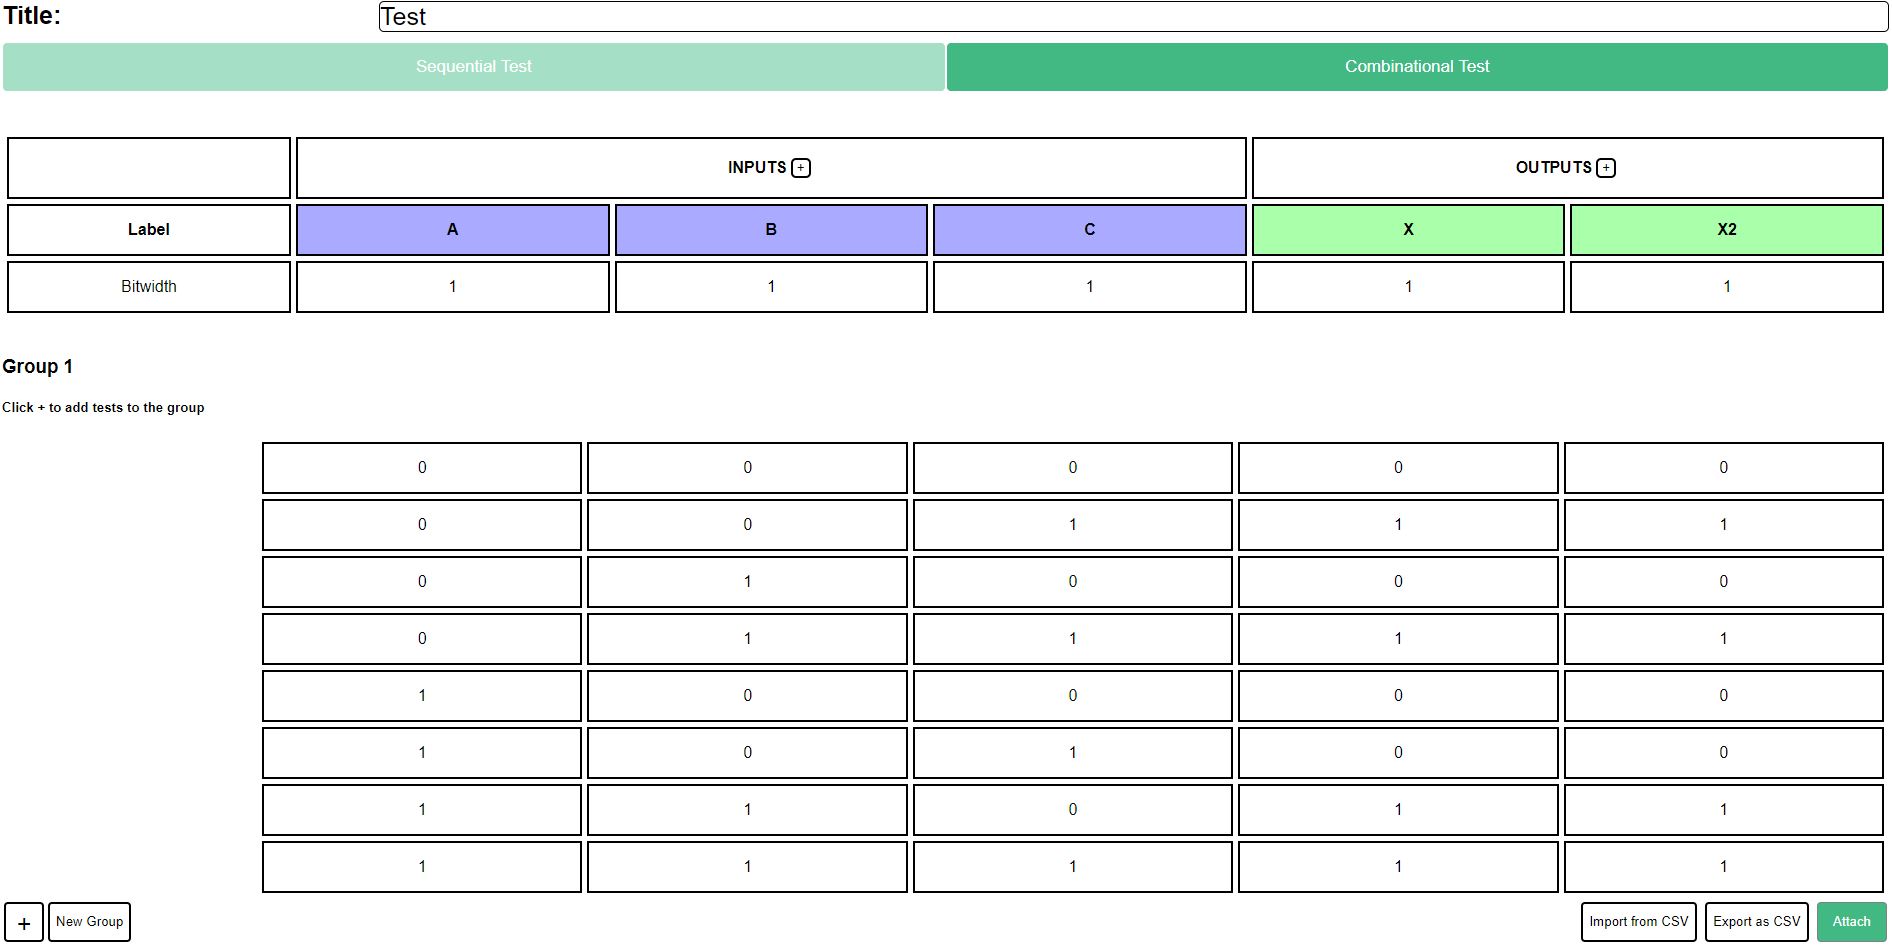 Title: Test
Sequential Test Combinational Test
INPUTS + OUTPUTS +
Label A B C X X2
Bitwidth 1 1 1 1 1
Group 1
Click + to add tests to the group
0 0 0 0 0
0 0 1 1 1
0 1 0 0 0
0 1 1 1 1
1 0 0 0 0
1 0 1 0 0
1 1 0 1 1
1 1 1 1 1
+ New Group Import from CSV Export as CSV Attach